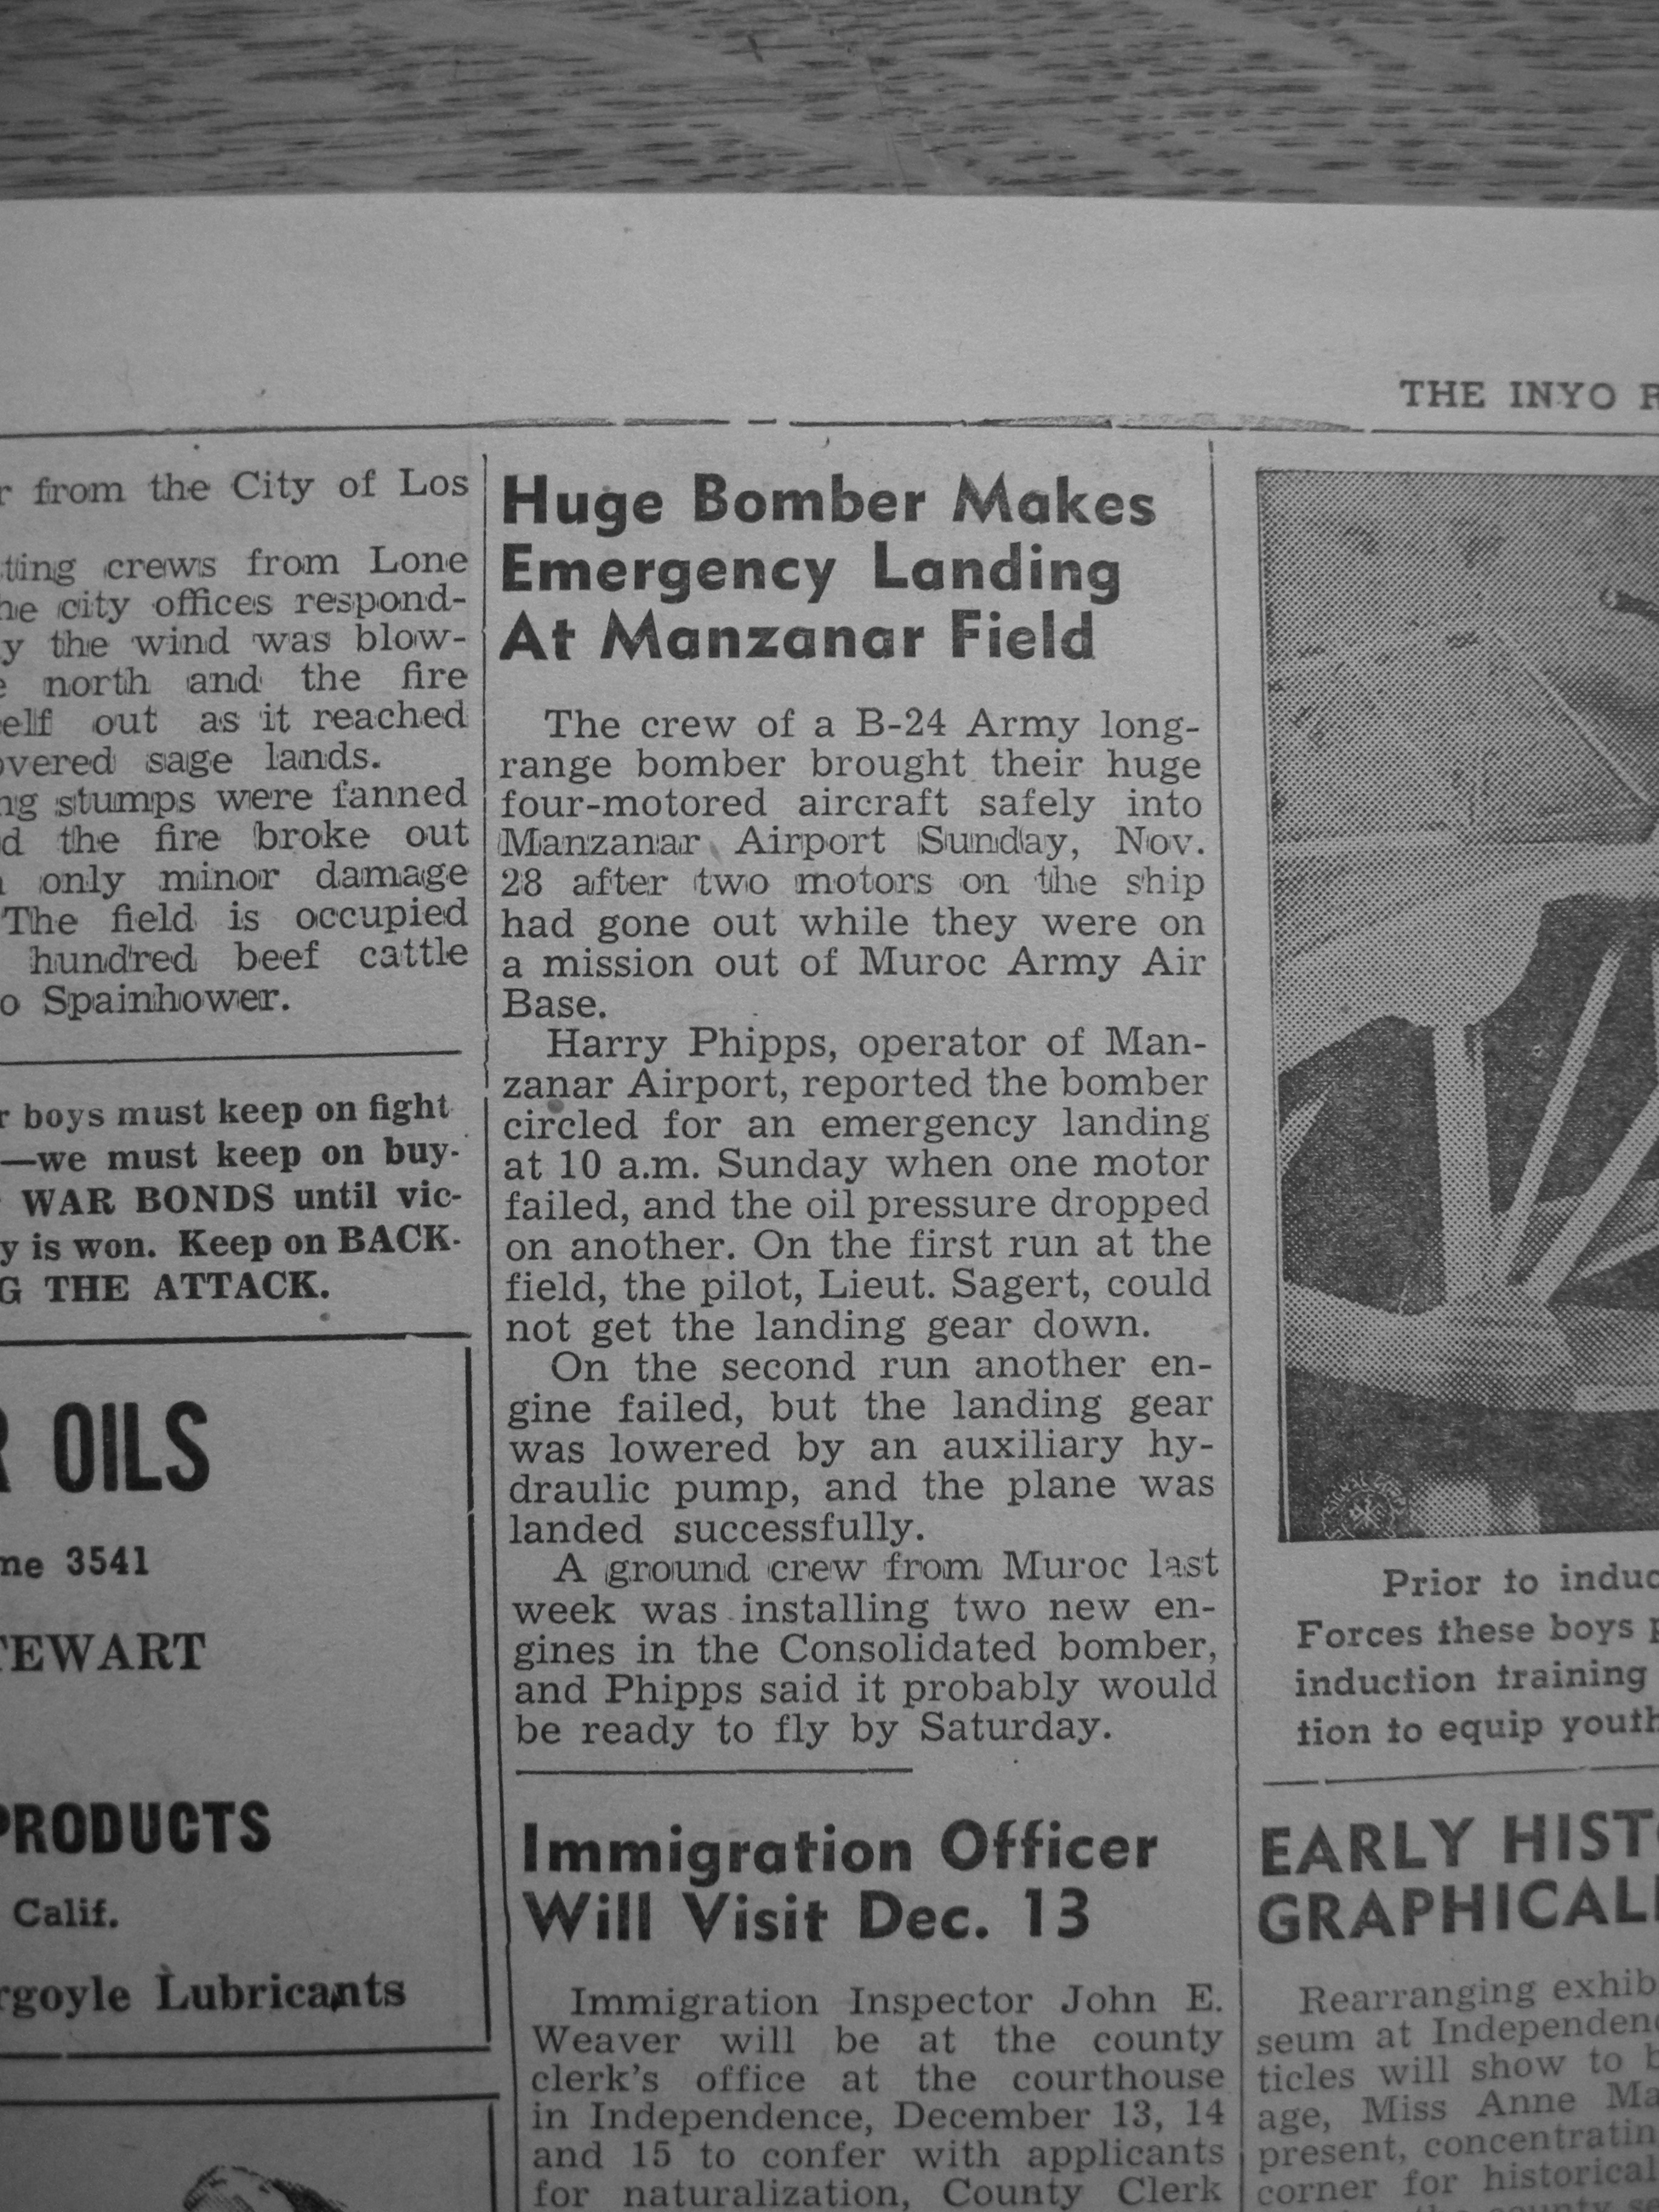 THE INYO
from the City of Los
crews from Lone
city offices respond-
the wind was blow-
north and the fire
out as it reached
sage lands.
stumps were fanned
the fire broke out
only minor damage
The field is occupied
hundred beef cattle
Spainhower.
boys must keep on fight
—we must keep on buy-
WAR BONDS until vic-
is won. Keep on BACK-
THE ATTACK.
OILS
3541
PRODUCTS
Calif.
Lubricants
Huge Bomber Makes
Emergency Landing
At Manzanar Field
The crew of a B-24 Army long-
range bomber brought their huge
four-motored aircraft safely into
Manzanar Airport Sunday, Nov.
28 after two motors on the ship
had gone out while they were on
a mission out of Muroc Army Air
Base.
Harry Phipps, operator of Man-
zanar Airport, reported the bomber
circled for an emergency landing
at 10 a.m. Sunday when one motor
failed, and the oil pressure dropped
on another. On the first run at the
field, the pilot, Lieut. Sagert, could
not get the landing gear down.
On the second run another en-
gine failed, but the landing gear
was lowered by an auxiliary hy-
draulic pump, and the plane was
landed successfully.
A ground crew from Muroc last
week was installing two new en-
gines in the Consolidated bomber,
and Phipps said it probably would
be ready to fly by Saturday.
Immigration Officer
Will Visit Dec. 13
Immigration Inspector John E.
Weaver will be at the county
clerk's office at the courthouse
in Independence, December 13, 14
and 15 to confer with applicants
for naturalization, County Clerk
Prior to
Forces these boys
induction training
tion to equip
EARLY
Rearranging
seum at
ticles will show to
age, Miss Anne
present,
corner for historical